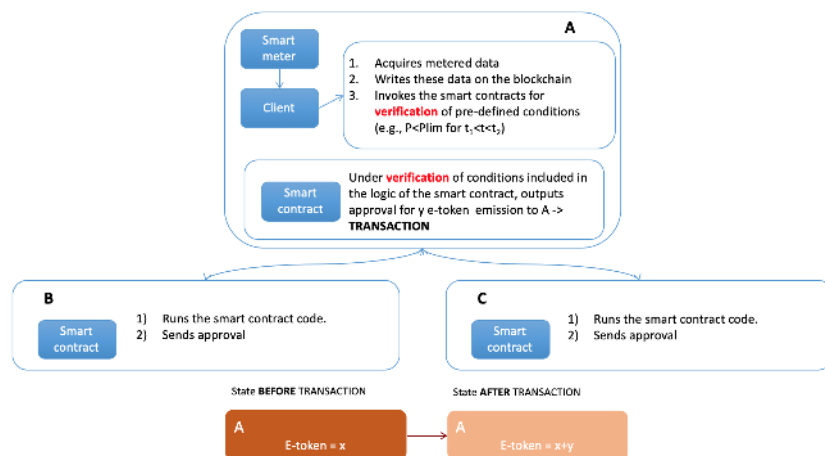 A
Smart
meter
Client
1. Acquires metered data
2. Writes these data on the blockchain
3. Invokes the smart contracts for
verification of pre-defined conditions
(e.g., P<Plim for t₁<t<t₂)
Smart
contract
Under verification of conditions included in
the logic of the smart contract, outputs
approval for y e-token emission to A ->
TRANSACTION
B
Smart
contract
1) Runs the smart contract code.
2) Sends approval
C
Smart
contract
1) Runs the smart contract code.
2) Sends approval
State BEFORE TRANSACTION
State AFTER TRANSACTION
A
E-token = x
A
E-token = x+y